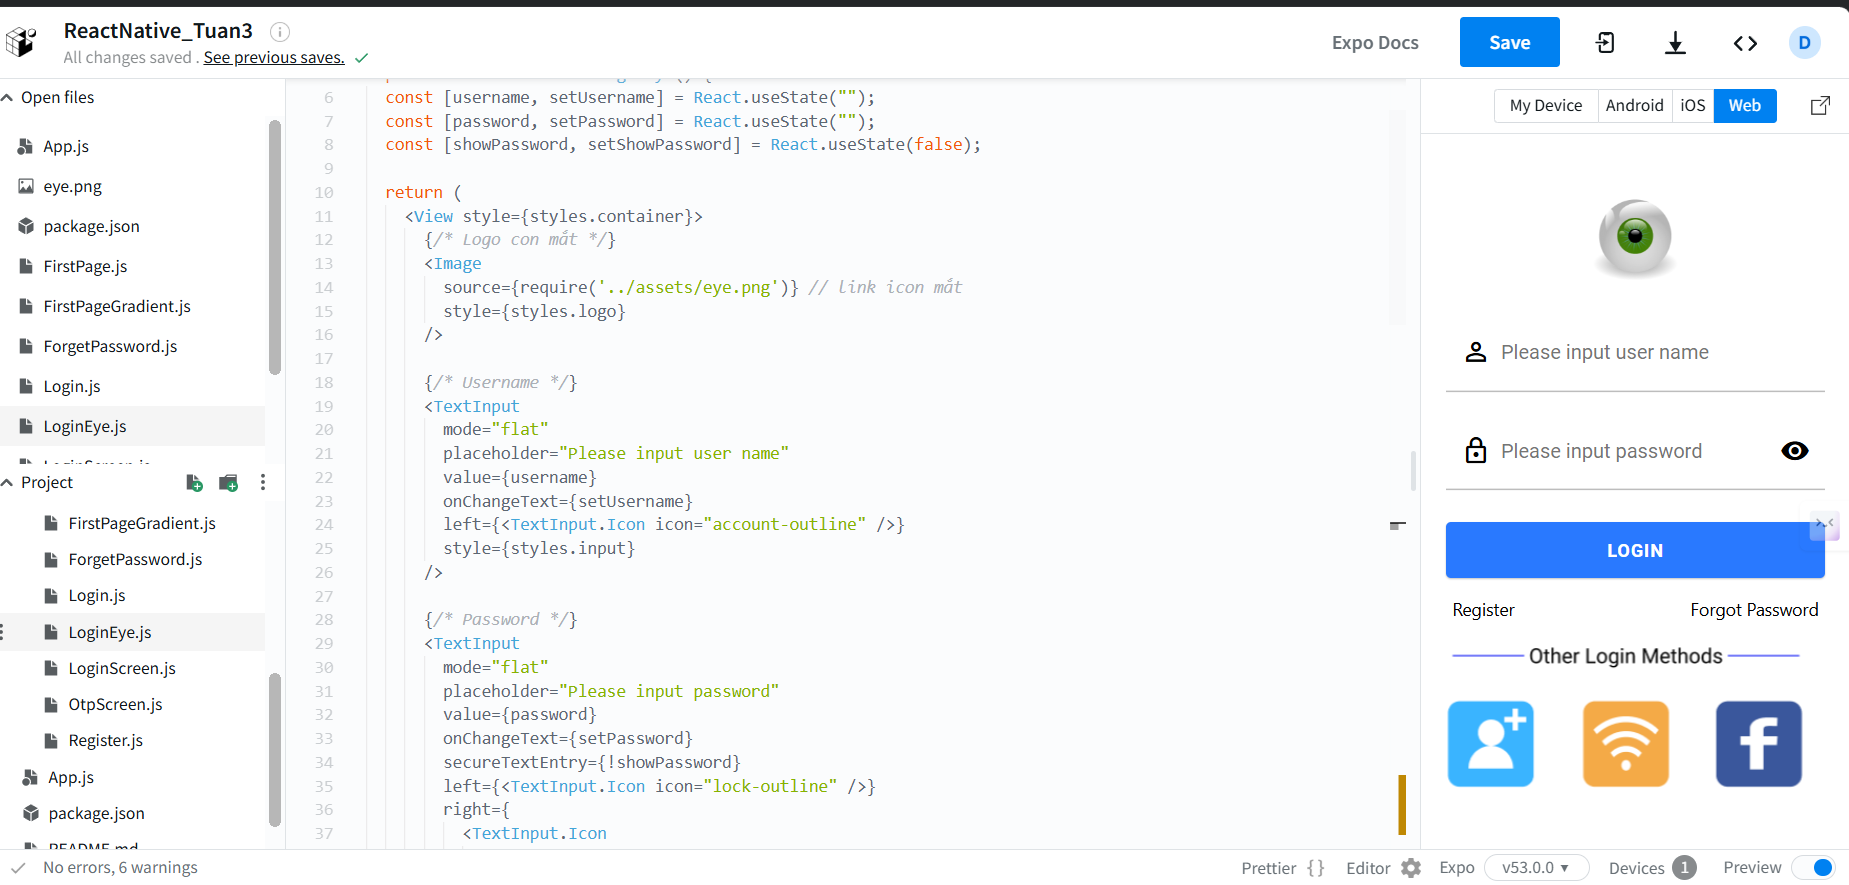 ReactNative_Tuan3
All changes saved . See previous saves.
Expo Docs
Save
D
Open files
App.js
eye.png
package.json
FirstPage.js
FirstPageGradient.js
ForgetPassword.js
Login.js
LoginEye.js
LoginScreen.js
Project
FirstPageGradient.js
ForgetPassword.js
Login.js
LoginEye.js
LoginScreen.js
OtpScreen.js
Register.js
App.js
package.json
README.md
6 const [username, setUsername] = React.useState("");
7 const [password, setPassword] = React.useState("");
8 const [showPassword, setShowPassword] = React.useState(false);
9
10 return (
11 <View style={styles.container}>
12 {/* Logo con mắt */}
13 <Image
14 source={require('../assets/eye.png')} // link icon mắt
15 style={styles.logo}
16 />
17
18 {/* Username */}
19 <TextInput
20 mode="flat"
21 placeholder="Please input user name"
22 value={username}
23 onChangeText={setUsername}
24 left={<TextInput.Icon icon="account-outline" />}
25 style={styles.input}
26 />
27
28 {/* Password */}
29 <TextInput
30 mode="flat"
31 placeholder="Please input password"
32 value={password}
33 onChangeText={setPassword}
34 secureTextEntry={!showPassword}
35 left={<TextInput.Icon icon="lock-outline" />}
36 right={
37 <TextInput.Icon
My Device
Android
iOS
Web
Please input user name
Please input password
LOGIN
Register
Forgot Password
Other Login Methods
No errors, 6 warnings
Prettier {}
Editor
Expo
v53.0.0
Devices 1
Preview